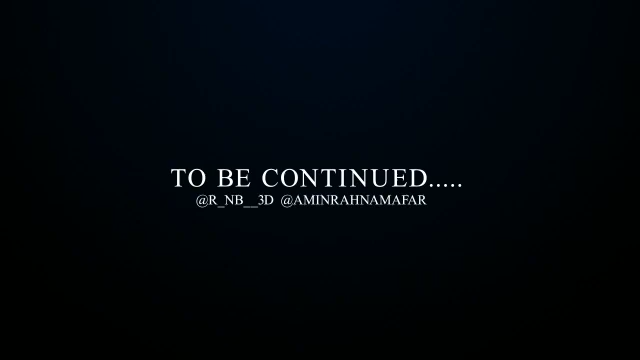 TO BE CONTINUED.....
@R_NB__3D @AMINRAHNAMAFAR